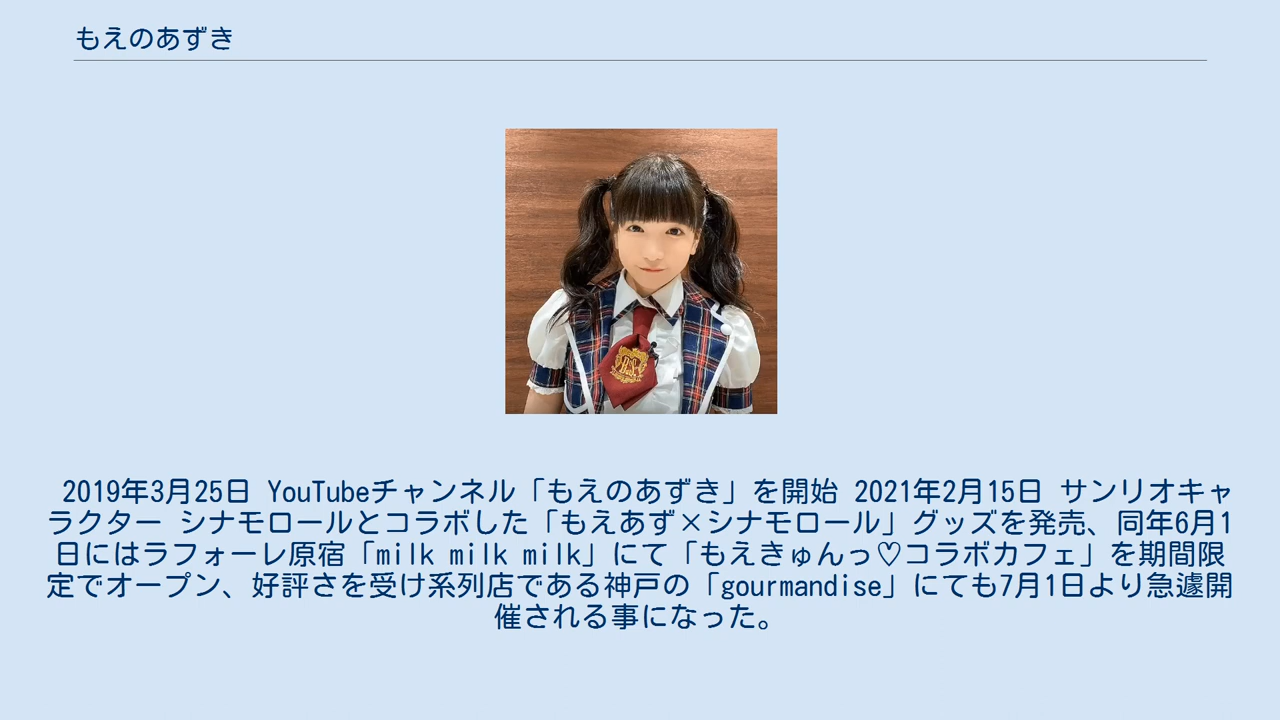 もえのあずき
2019年3月25日 YouTubeチャンネル「もえのあずき」を開始 2021年2月15日 サンリオキャ
ラクター シナモロールとコラボした「もえあず×シナモロール」グッズを発売、同年6月1
日にはラフォーレ原宿「milk milk milk」にて「もえきゅんっ♡コラボカフェ」を期間限
定でオープン、好評さを受け系列店である神戸の「gourmandise」にても7月1日より急遽開
催される事になった。